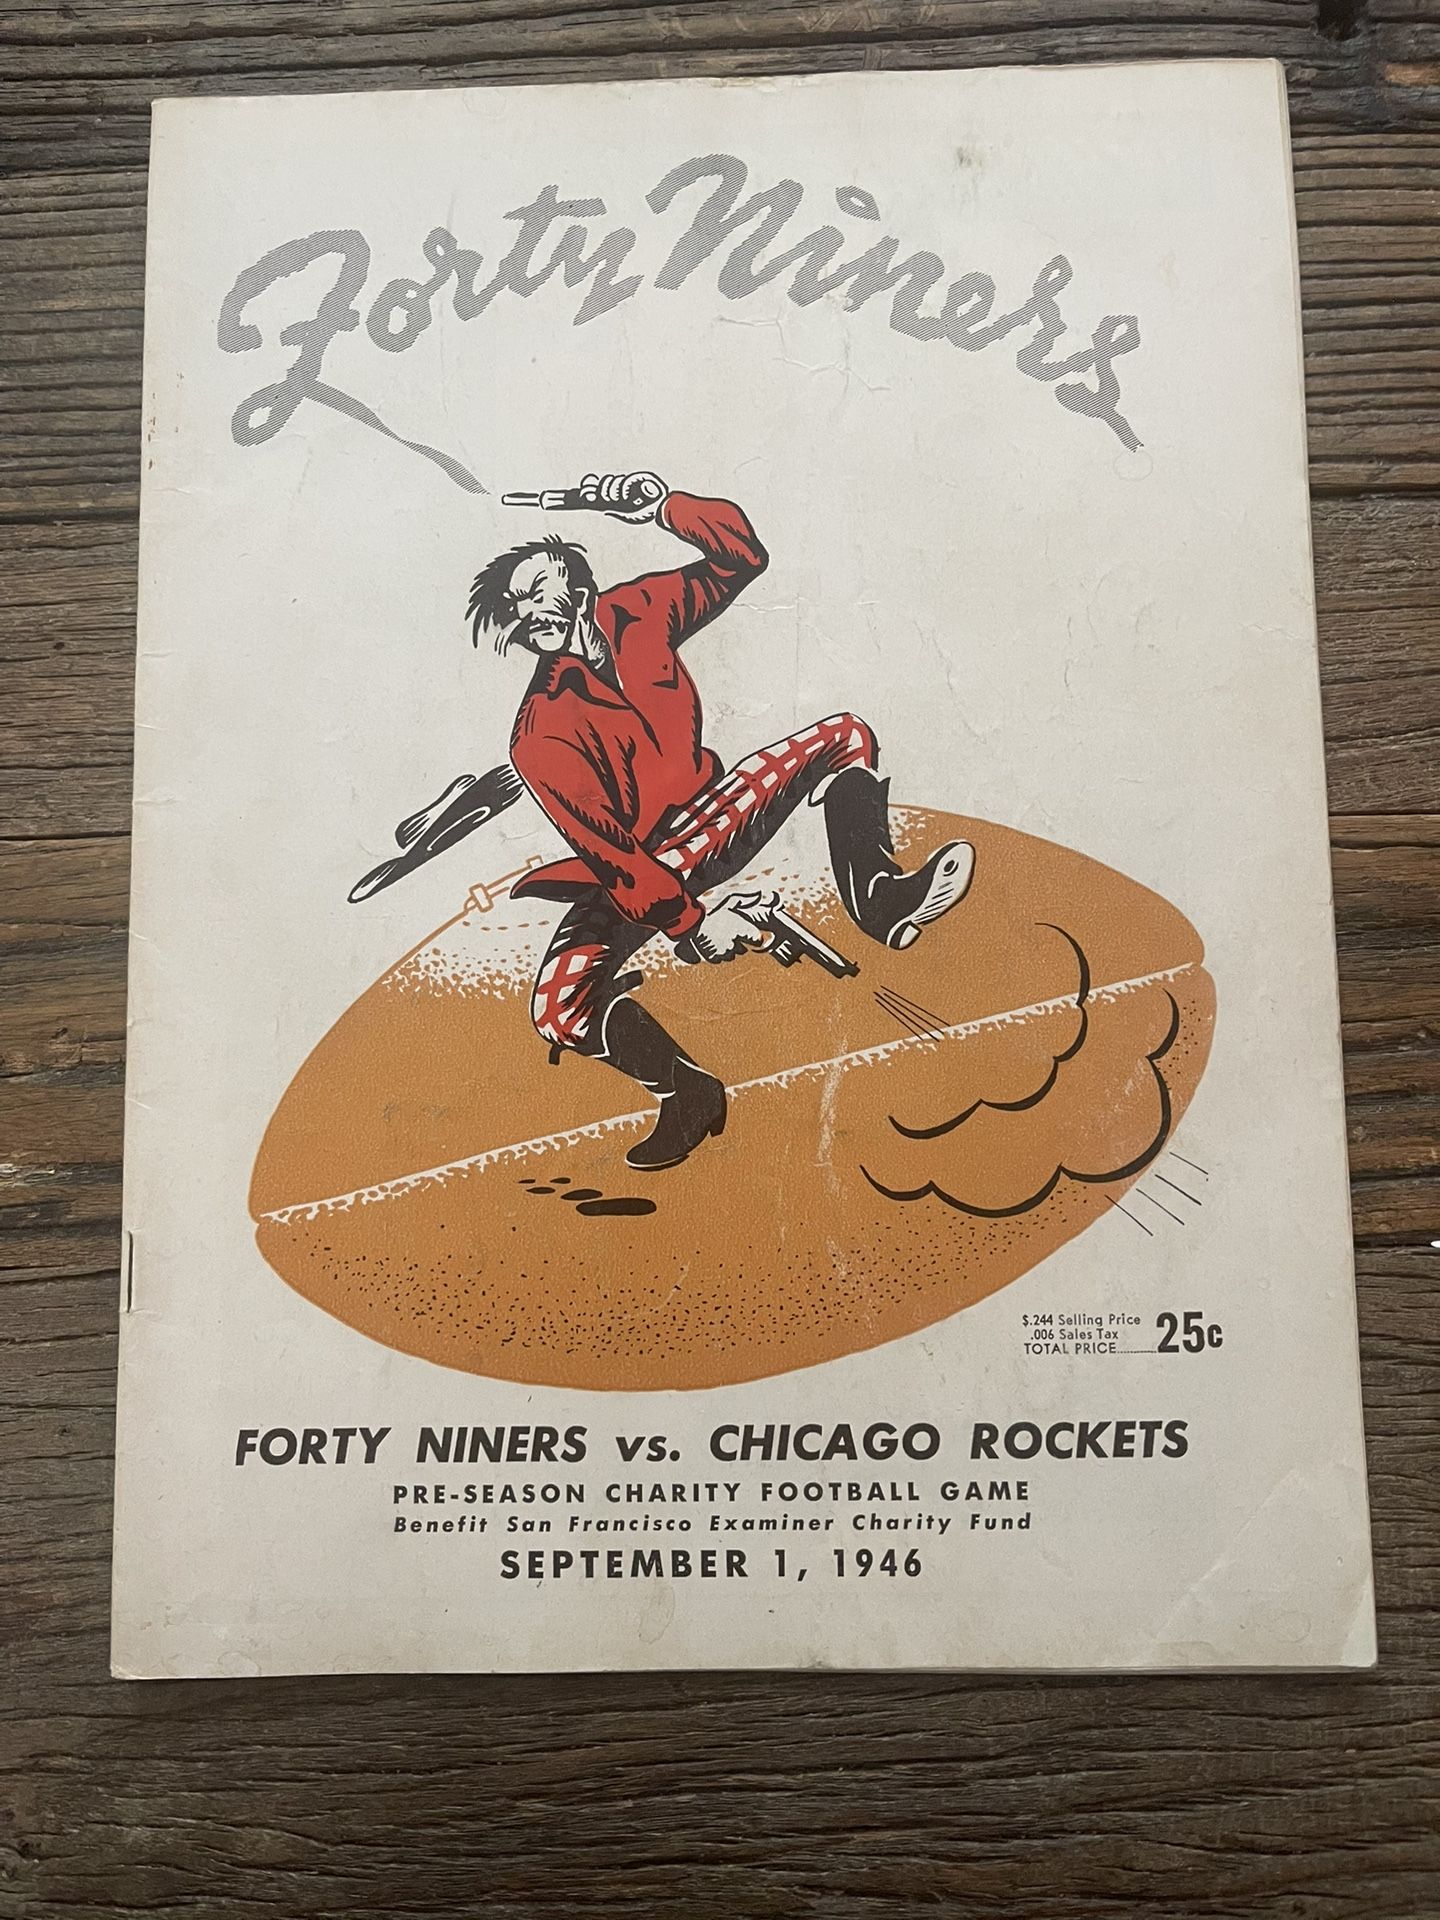 Forty Niners
$.244 Selling Price
.006 Sales Tax
TOTAL PRICE............25c
FORTY NINERS vs. CHICAGO ROCKETS
PRE-SEASON CHARITY FOOTBALL GAME
Benefit San Francisco Examiner Charity Fund
SEPTEMBER 1, 1946